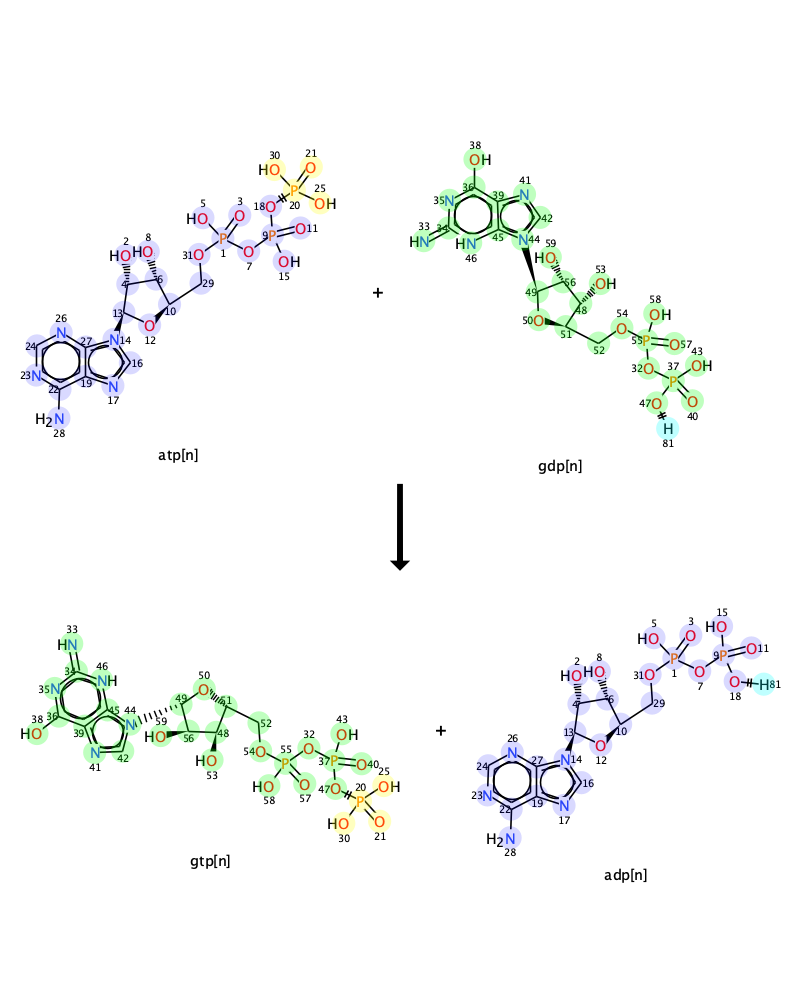 30 21
HO O
25
18 O P OH
20
5 3
HO O
P 9 P O 11
1
31 O O OH
7 15
2 8
HO HO
29
4 6
13 10
O
12
26
N
14
N
24 27
16
23 N
22 19 N
17
H2N
28
atp[n]
+
38
OH
36 39 41
35 N N
33 34 42
HN 45 N 44
HN
46
59
HO 53
OH
56
49 48
50 O
51
54 58
O OH
52 55 P O 57
43
32 O 37 OH
P
47 O O
40
H
81
gdp[n]
33
HN
34 46
NH
35 N
45 44
N
38 36
HO 39
N 42
41
50
O
49 51
59
HO
56 48
OH
53
52
43
32 OH
O
54 O 55 P 37 P O 40
HO O
58 57
47 O 20 25
P OH
HO O
30 21
gtp[n]
+
15
5 3 HO
HO O
P 9 P O 11
31 O 1 O O H 81
7 18
2 8
HO HO
29
4 6
13 10
O
12
26
N
14
N
24 27
16
23 N
22 19 N
17
H2N
28
adp[n]